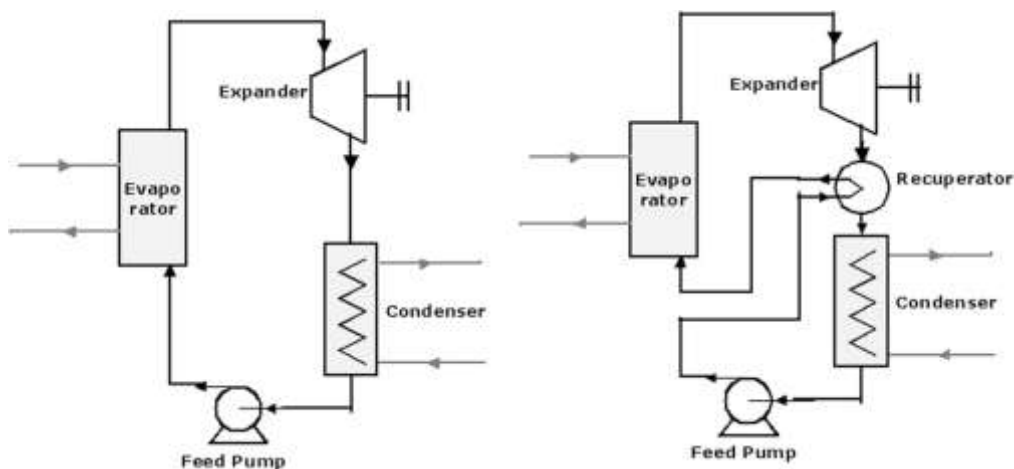 Expander
Evapo
rator
Condenser
Feed Pump
Expander
Recuperator
Evapo
rator
Condenser
Feed Pump